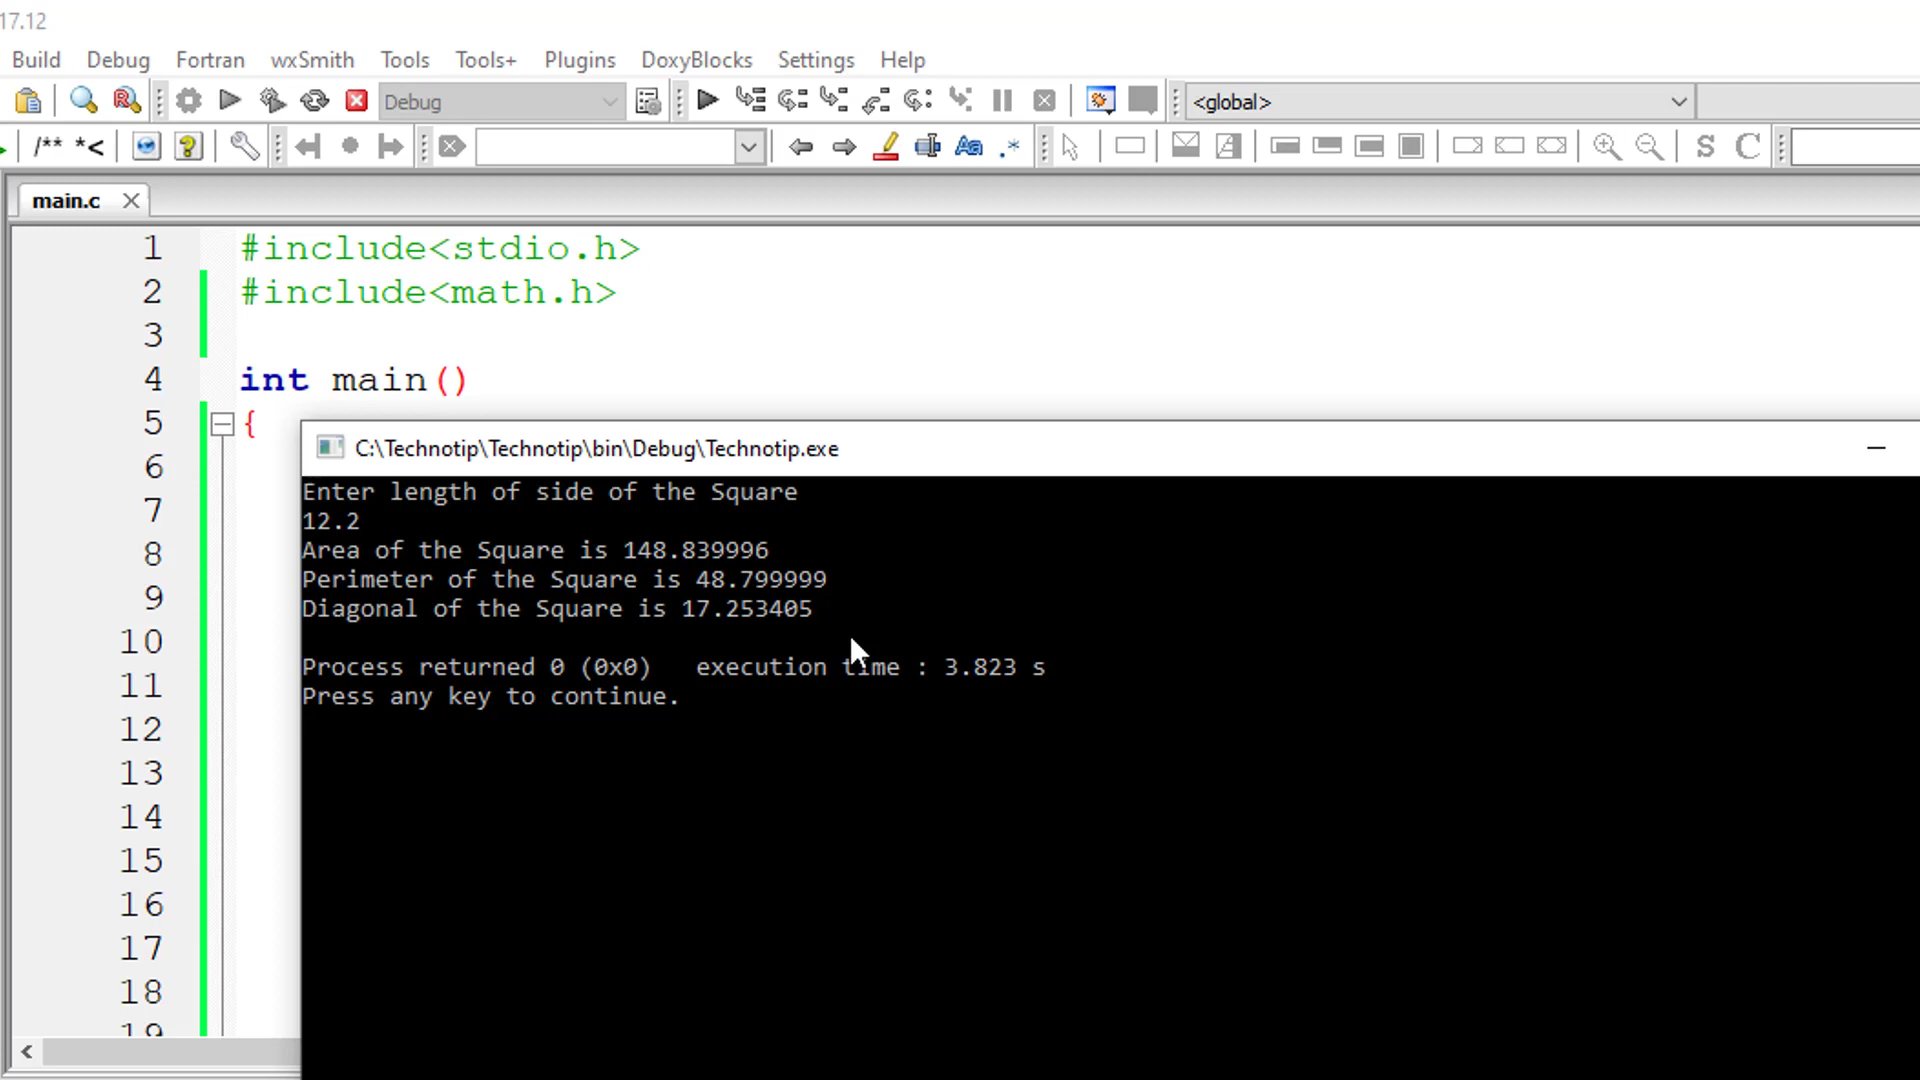 17.12
Build Debug Fortran wxSmith Tools Tools+ Plugins DoxyBlocks Settings Help
Debug <global>
/** *< Aa .* S C
main.c
1 #include<stdio.h>
2 #include<math.h>
3
4 int main()
5 {
6
7
8
9
10
11
12
13
14
15
16
17
18
19
C:\Technotip\Technotip\bin\Debug\Technotip.exe
Enter length of side of the Square
12.2
Area of the Square is 148.839996
Perimeter of the Square is 48.799999
Diagonal of the Square is 17.253405
Process returned 0 (0x0) execution time : 3.823 s
Press any key to continue.